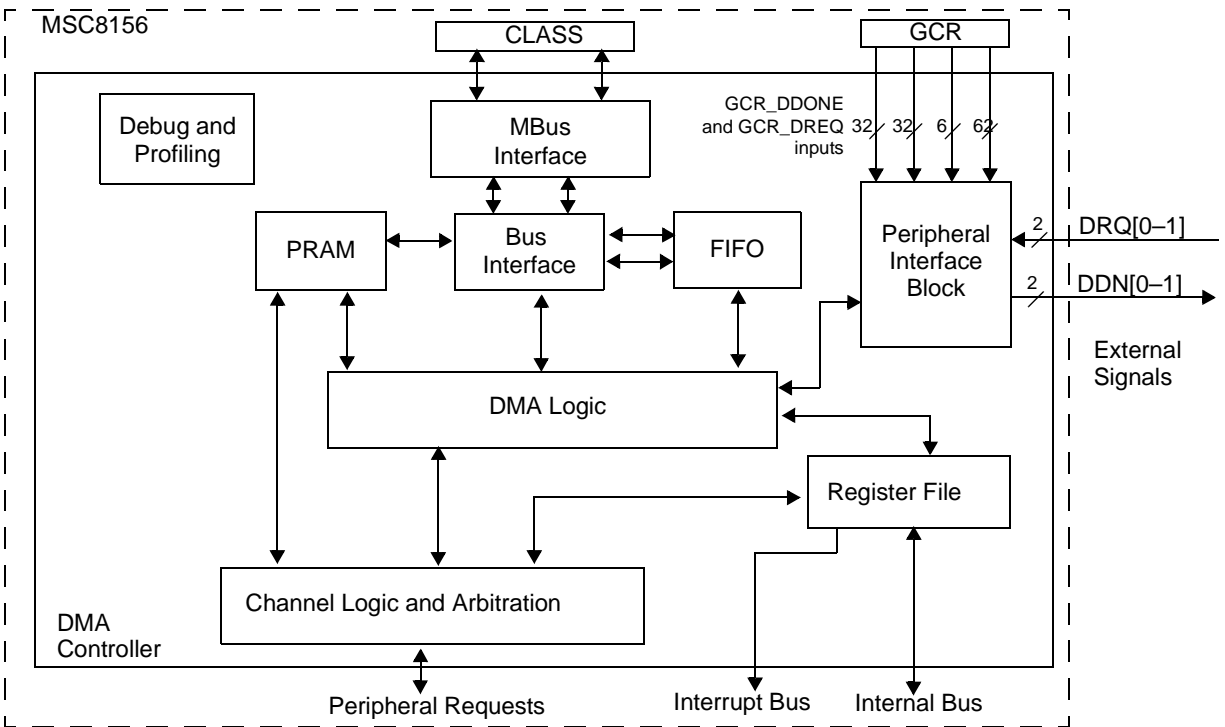 MSC8156
CLASS
GCR
Debug and
Profiling
MBus
Interface
GCR_DDONE
and GCR_DREQ
inputs
32
32
6
62
PRAM
Bus
Interface
FIFO
Peripheral
Interface
Block
2
DRQ[0–1]
2
DDN[0–1]
External
Signals
DMA Logic
Register File
Channel Logic and Arbitration
DMA
Controller
Peripheral Requests
Interrupt Bus
Internal Bus